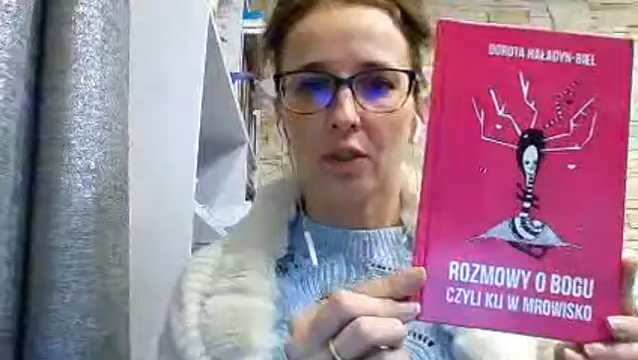 DOROTA HAŁADYN-BIEL
ROZMOWY O BOGU
CZYLI KIJ W MROWISKO